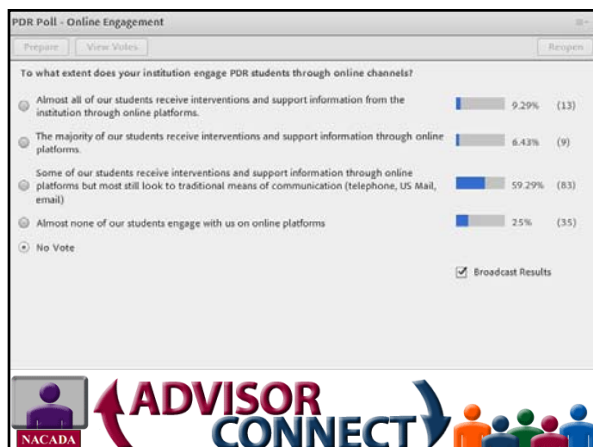 PDR Poll - Online Engagement
Prepare
View Votes
Reopen
To what extent does your institution engage PDR students through online channels?
Almost all of our students receive interventions and support information from the
institution through online platforms.
9.29% (13)
The majority of our students receive interventions and support information through online
platforms.
6.43% (9)
Some of our students receive interventions and support information through online
platforms but most still look to traditional means of communication (telephone, US Mail,
email)
59.29% (83)
Almost none of our students engage with us on online platforms
25% (35)
No Vote
Broadcast Results
NACADA
ADVISOR
CONNECT